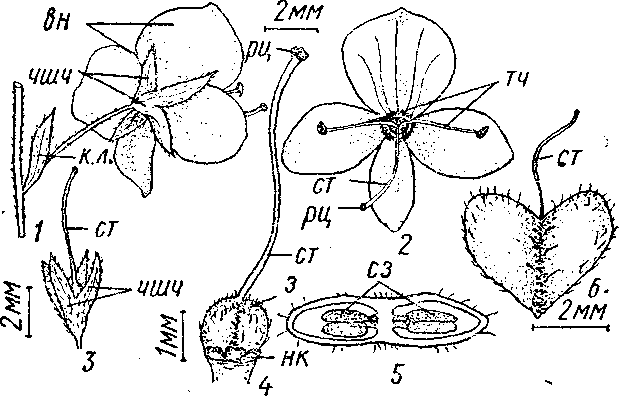 вн
2мм
рц
чшч
тч
к.л.
ст
ст
рц
ст
1
2
ст
чшч
2мм
3
з
сз
6.
2мм
1мм
нк
4
5